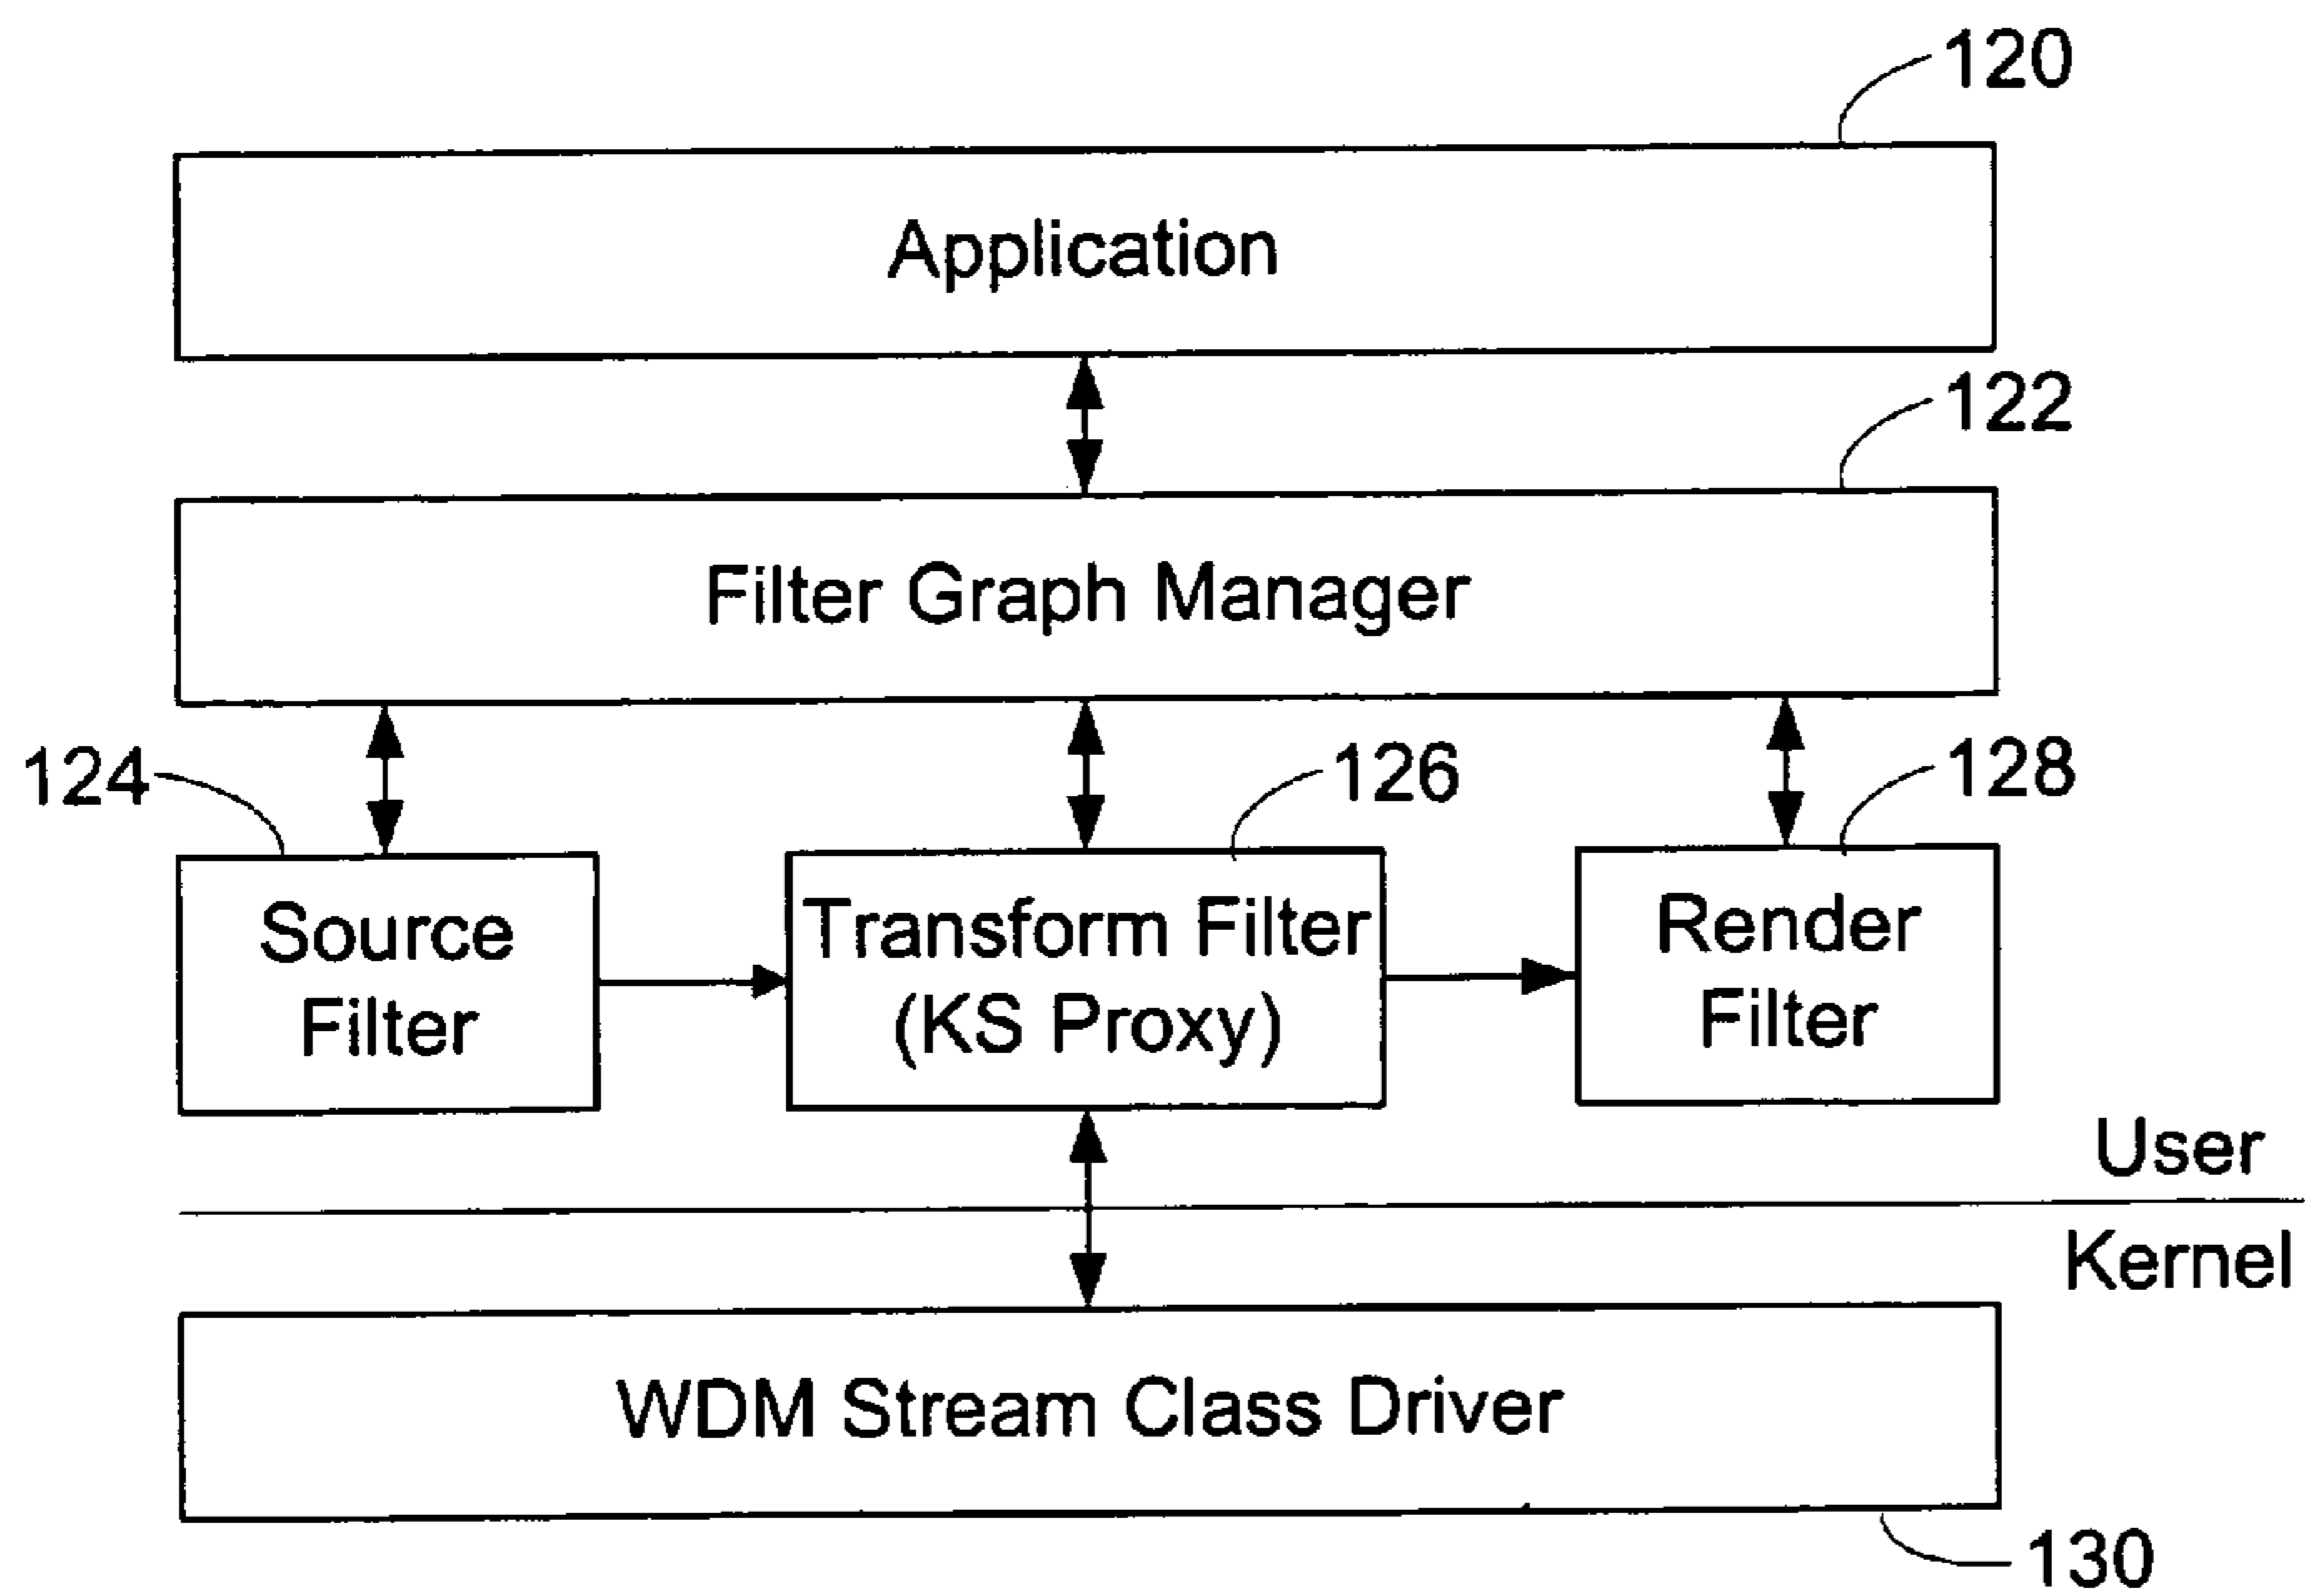 120
Application
122
Filter Graph Manager
124
126
128
Source
Filter
Transform Filter
(KS Proxy)
Render
Filter
User
Kernel
WDM Stream Class Driver
130